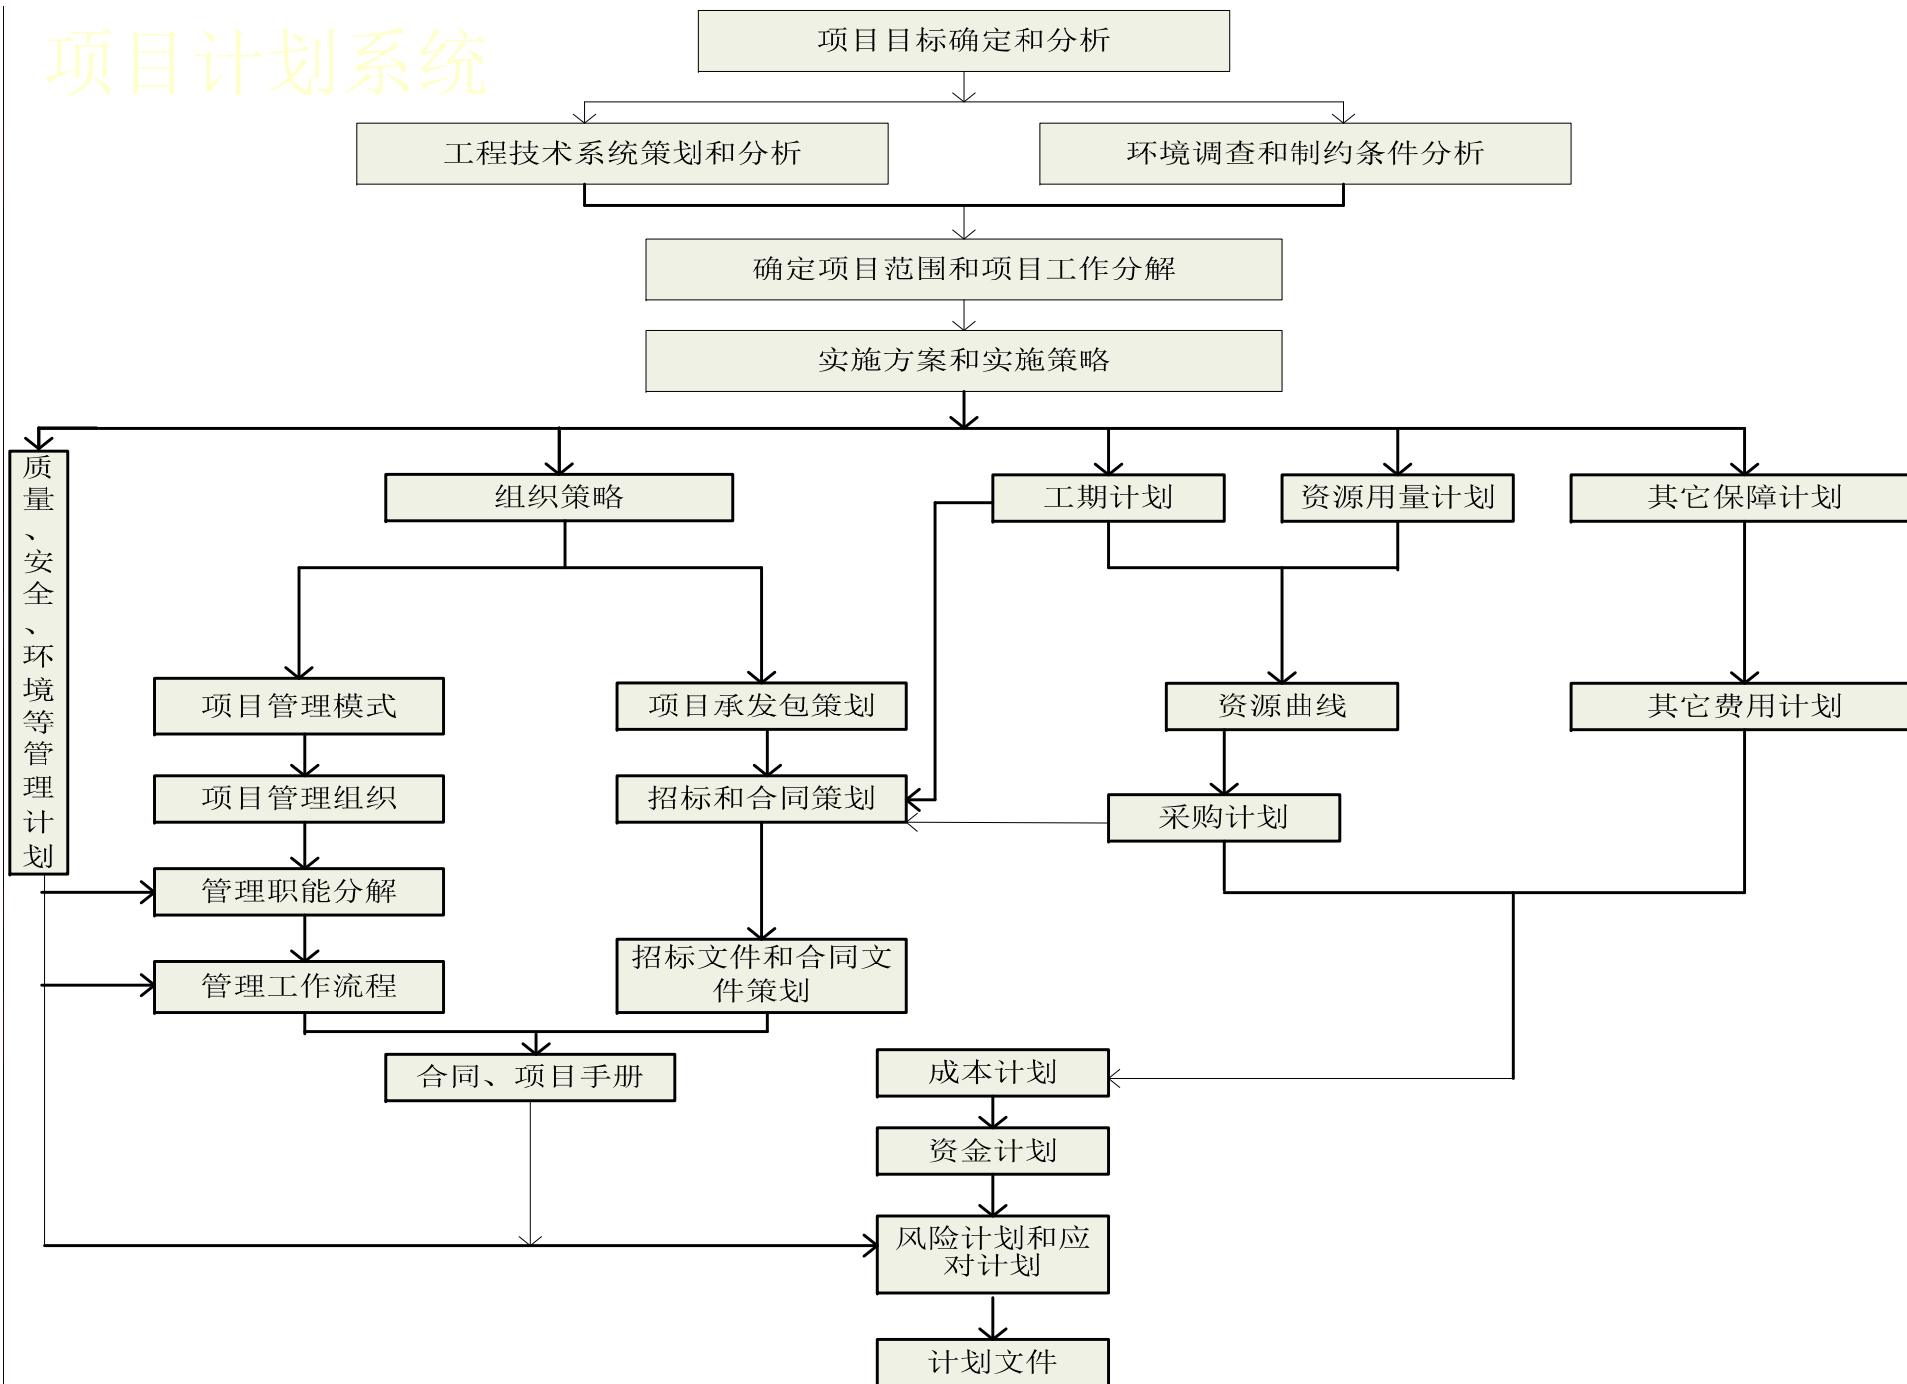 项目计划系统
项目目标确定和分析
工程技术系统策划和分析
环境调查和制约条件分析
确定项目范围和项目工作分解
实施方案和实施策略
质量、安全、环境等管理计划
组织策略
工期计划
资源用量计划
其它保障计划
项目管理模式
项目承发包策划
资源曲线
其它费用计划
项目管理组织
招标和合同策划
采购计划
管理职能分解
管理工作流程
招标文件和合同文
件策划
合同、项目手册
成本计划
资金计划
风险计划和应
对计划
计划文件